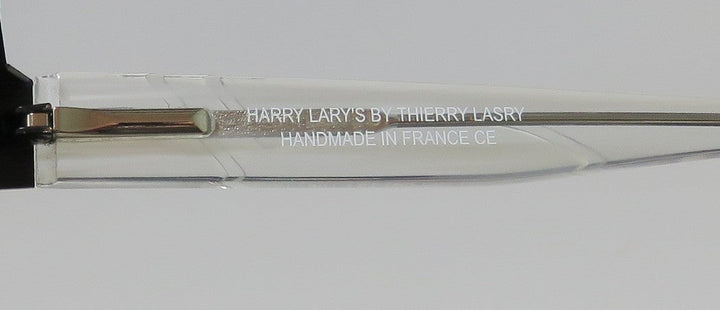 HARRY LARY'S BY THIERRY LASRY
HANDMADE IN FRANCE CE